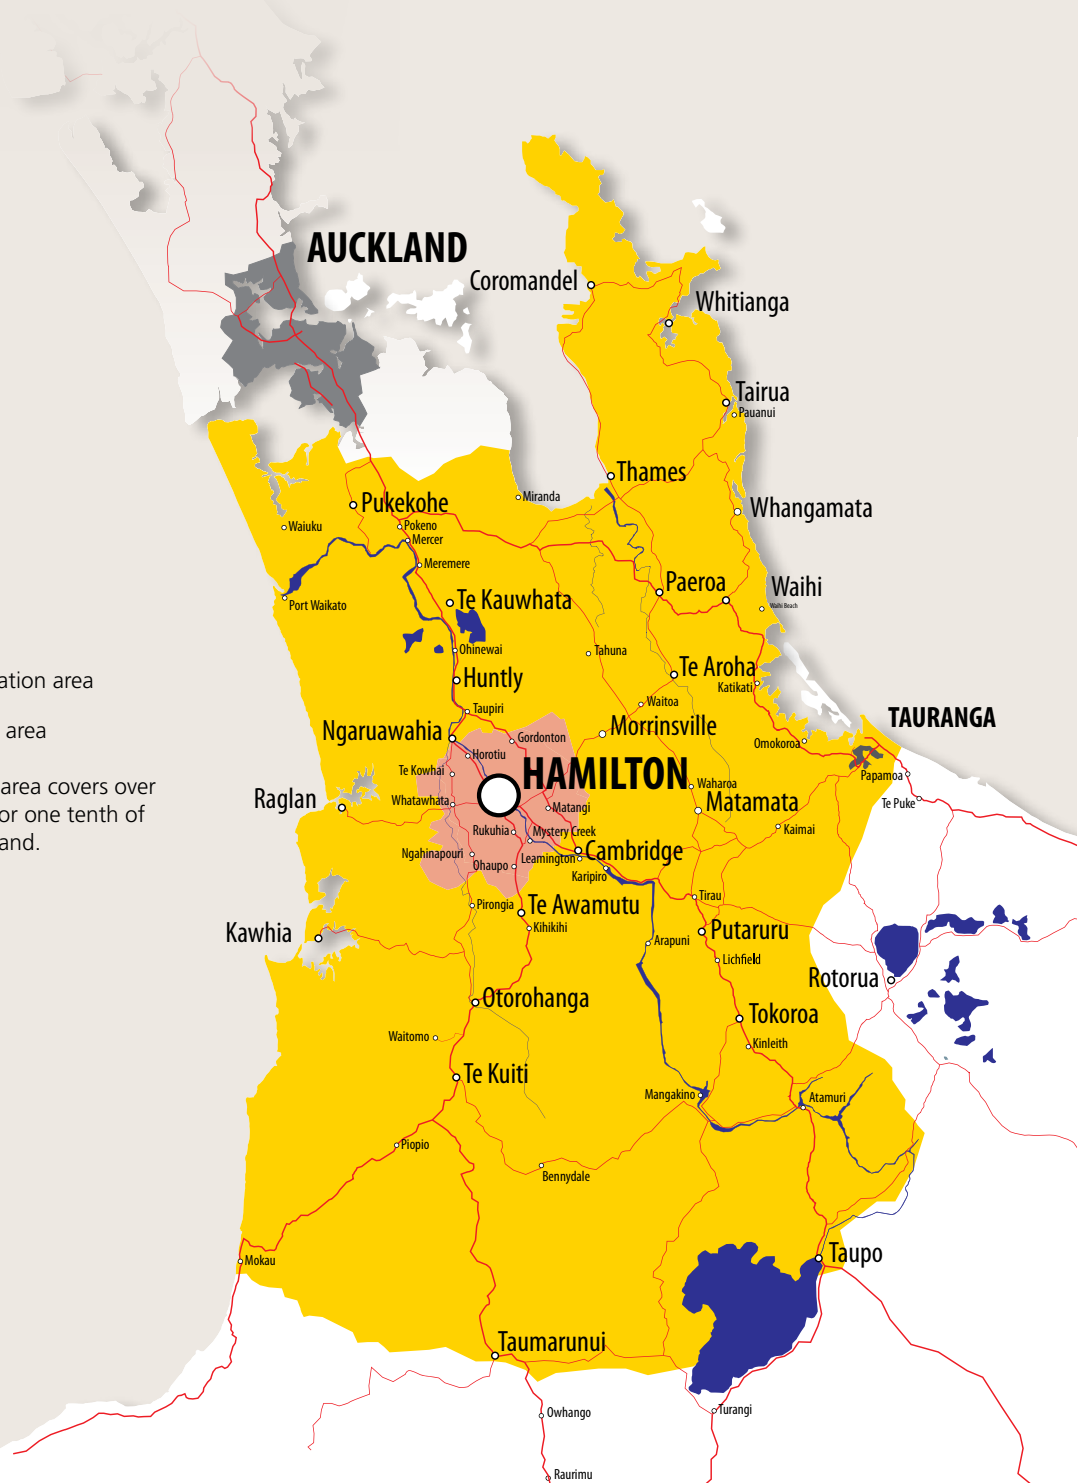 AUCKLAND
Coromandel
Whitianga
Tairua
Pauanui
Thames
Miranda
Pukekohe
Whangamata
Waiuku
Pokeno
Mercer
Meremere
Paeroa
Waihi
Waihi Beach
Te Kauwhata
Port Waikato
Ohinewai
Tahuna
Te Aroha
Katikati
ation area
Huntly
Waitoa
Taupiri
TAURANGA
area
Ngaruawahia
Gordonton
Morrinsville
Omokoroa
Horotiu
Te Kowhai
HAMILTON
Papamoa
area covers over
Waharoa
Raglan
Whatawhata
Matangi
Matamata
Te Puke
or one tenth of
Rukuhia
Mystery Creek
Kaimai
and.
Ngahinapouri
Ohaupo
Leamington
Cambridge
Karipiro
Tirau
Pirongia
Te Awamutu
Kihikihi
Kawhia
Arapuni
Putaruru
Lichfield
Rotorua
Otorohanga
Tokoroa
Waitomo
Kinleith
Te Kuiti
Mangakino
Atamuri
Piopio
Bennydale
Mokau
Taupo
Taumarunui
Owhango
Turangi
Raurimu